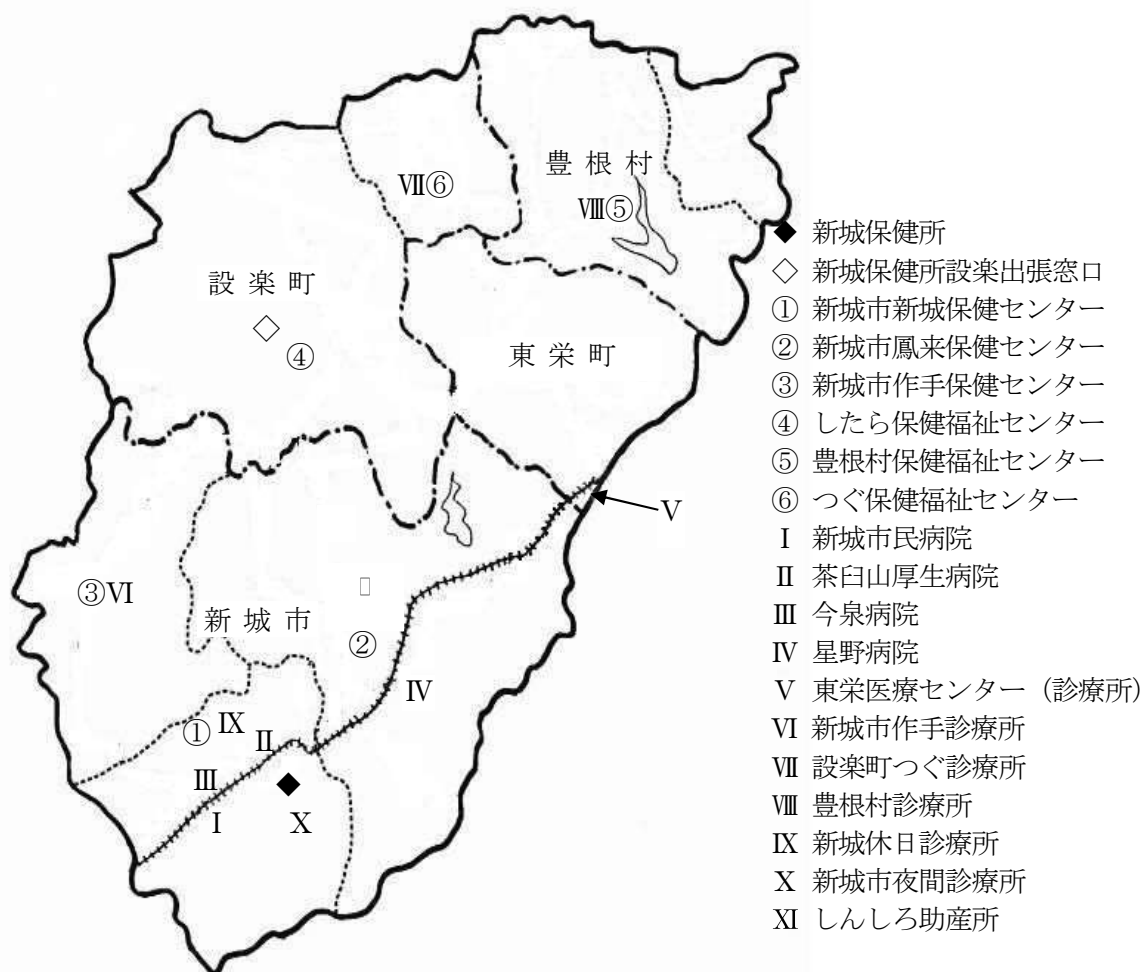 豊根村
Ⅶ⑥
Ⅷ⑤
設楽町
◇
④
東栄町
Ⅴ
③Ⅵ
新城市
②
Ⅳ
① Ⅸ
Ⅱ
Ⅲ
◆
Ⅰ
Ⅹ
◆ 新城保健所
◇ 新城保健所設楽出張窓口
① 新城市新城保健センター
② 新城市鳳来保健センター
③ 新城市作手保健センター
④ したら保健福祉センター
⑤ 豊根村保健福祉センター
⑥ つぐ保健福祉センター
Ⅰ 新城市民病院
Ⅱ 茶臼山厚生病院
Ⅲ 今泉病院
Ⅳ 星野病院
Ⅴ 東栄医療センター（診療所）
Ⅵ 新城市作手診療所
Ⅶ 設楽町つぐ診療所
Ⅷ 豊根村診療所
Ⅸ 新城休日診療所
Ⅹ 新城市夜間診療所
Ⅺ しんしろ助産所